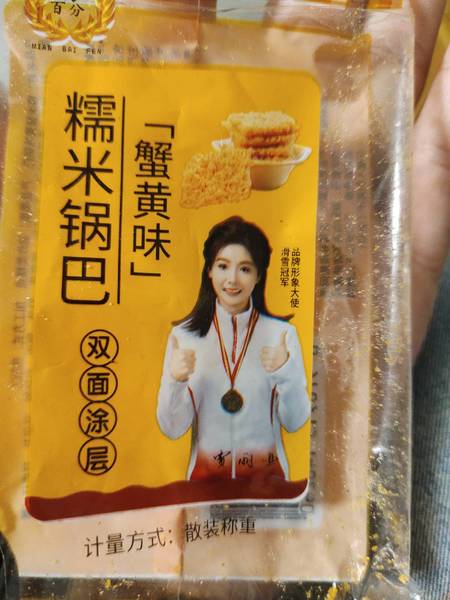 百分
MIAN BAI FEN
「蟹黄味」
糯米锅巴
双面涂层
品牌形象大使
滑雪冠军
计量方式：散装称重